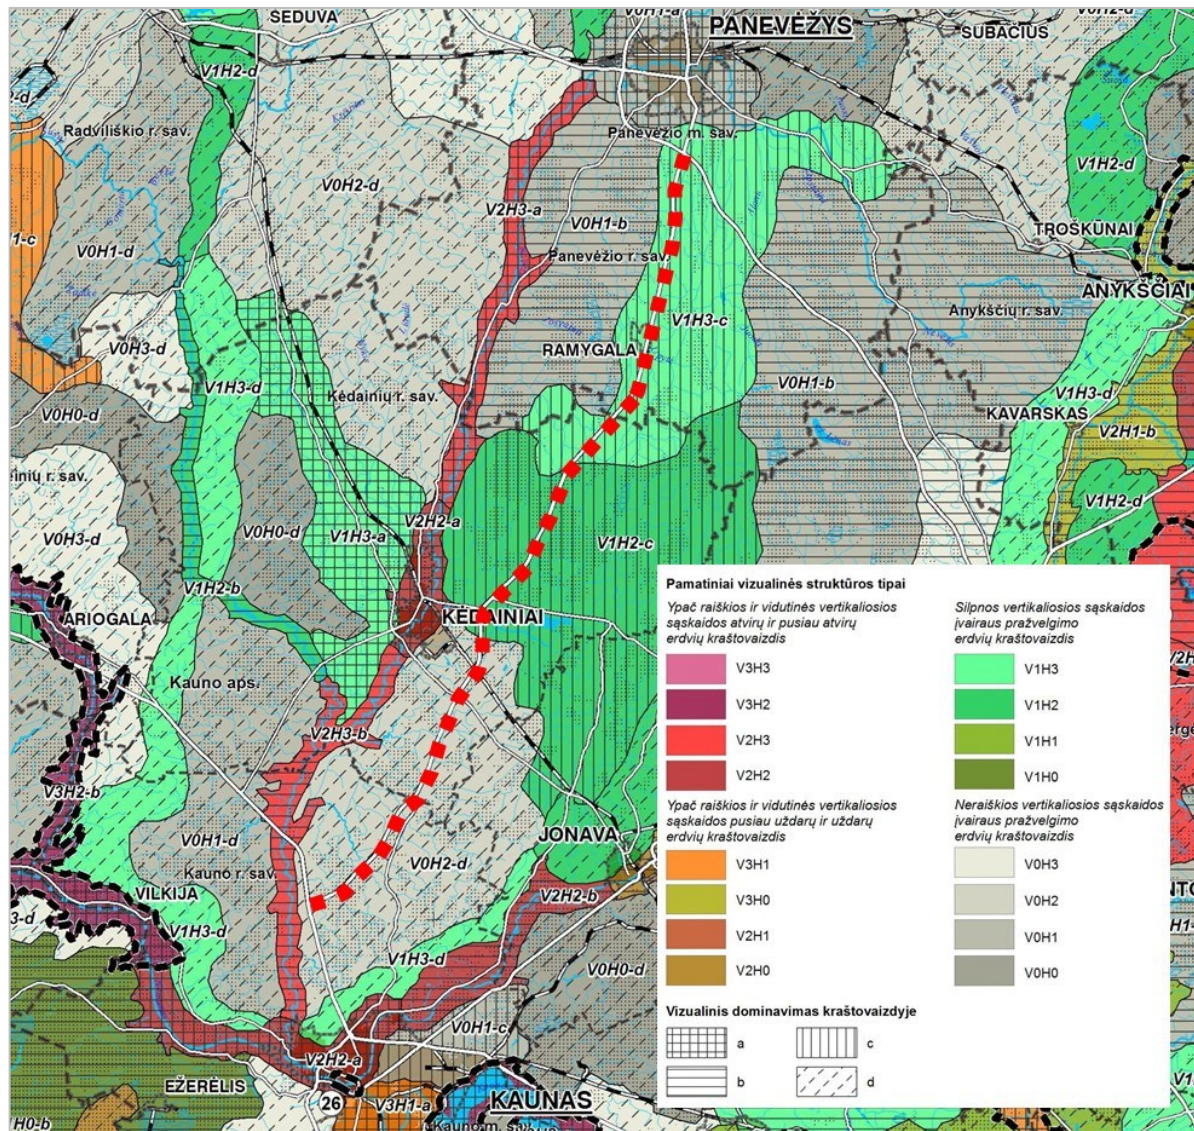 ŠEDUVA
V0H1-a
PANEVĖŽYS
V0H2-d
SUBAČIUS
V1H2-d
Radviliškio r. sav.
Panevėžio m. sav.
V0H2-d
V1H2-d
V2H3-a
V0H1-b
TROŠKŪNAI
V0H1-d
Panevėžio r. sav.
ANYKŠČIAI
Anykščių r. sav.
V1H3-c
V0H3-d
RAMYGALA
V1H3-d
Kėdainių r. sav.
V0H1-b
V1H3-d
KAVARSKAS
V0H0-d
V2H1-b
V1H2-d
V2H2-a
V0H3-d
V0H0-d
V1H3-a
V1H2-c
V1H2-b
ARIOGALA
KĖDAINIAI
Kauno aps.
V2H3-b
V3H2-b
JONAVA
V0H1-d
V0H2-d
Kauno r. sav.
VILKIJA
V2H2-b
V1H3-d
V1H3-d
V0H0-d
V0H1-c
V2H2-a
EŽERĖLIS
26
V3H1-a
KAUNAS
Kauno m. sav.
H0-b
Pamatiniai vizualinės struktūros tipai
Ypač raiškios ir vidutinės vertikaliosios
sąskaidos atvirų ir pusiau atvirų
erdvių kraštovaizdis
V3H3
V3H2
V2H3
V2H2
Silpnos vertikaliosios sąskaidos
įvairaus pražvelgimo
erdvių kraštovaizdis
V1H3
V1H2
V1H1
V1H0
Ypač raiškios ir vidutinės vertikaliosios
sąskaidos pusiau uždarų ir uždarų
erdvių kraštovaizdis
V3H1
V3H0
V2H1
V2H0
Neraiškios vertikaliosios sąskaidos
įvairaus pražvelgimo
erdvių kraštovaizdis
V0H3
V0H2
V0H1
V0H0
Vizualinis dominavimas kraštovaizdyje
a
c
b
d